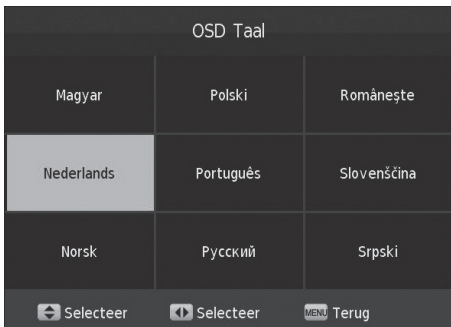 OSD Taal
Magyar Polski Românește
Nederlands Português Slovenščina
Norsk Русский Srpski
Selecteer Selecteer MENU Terug